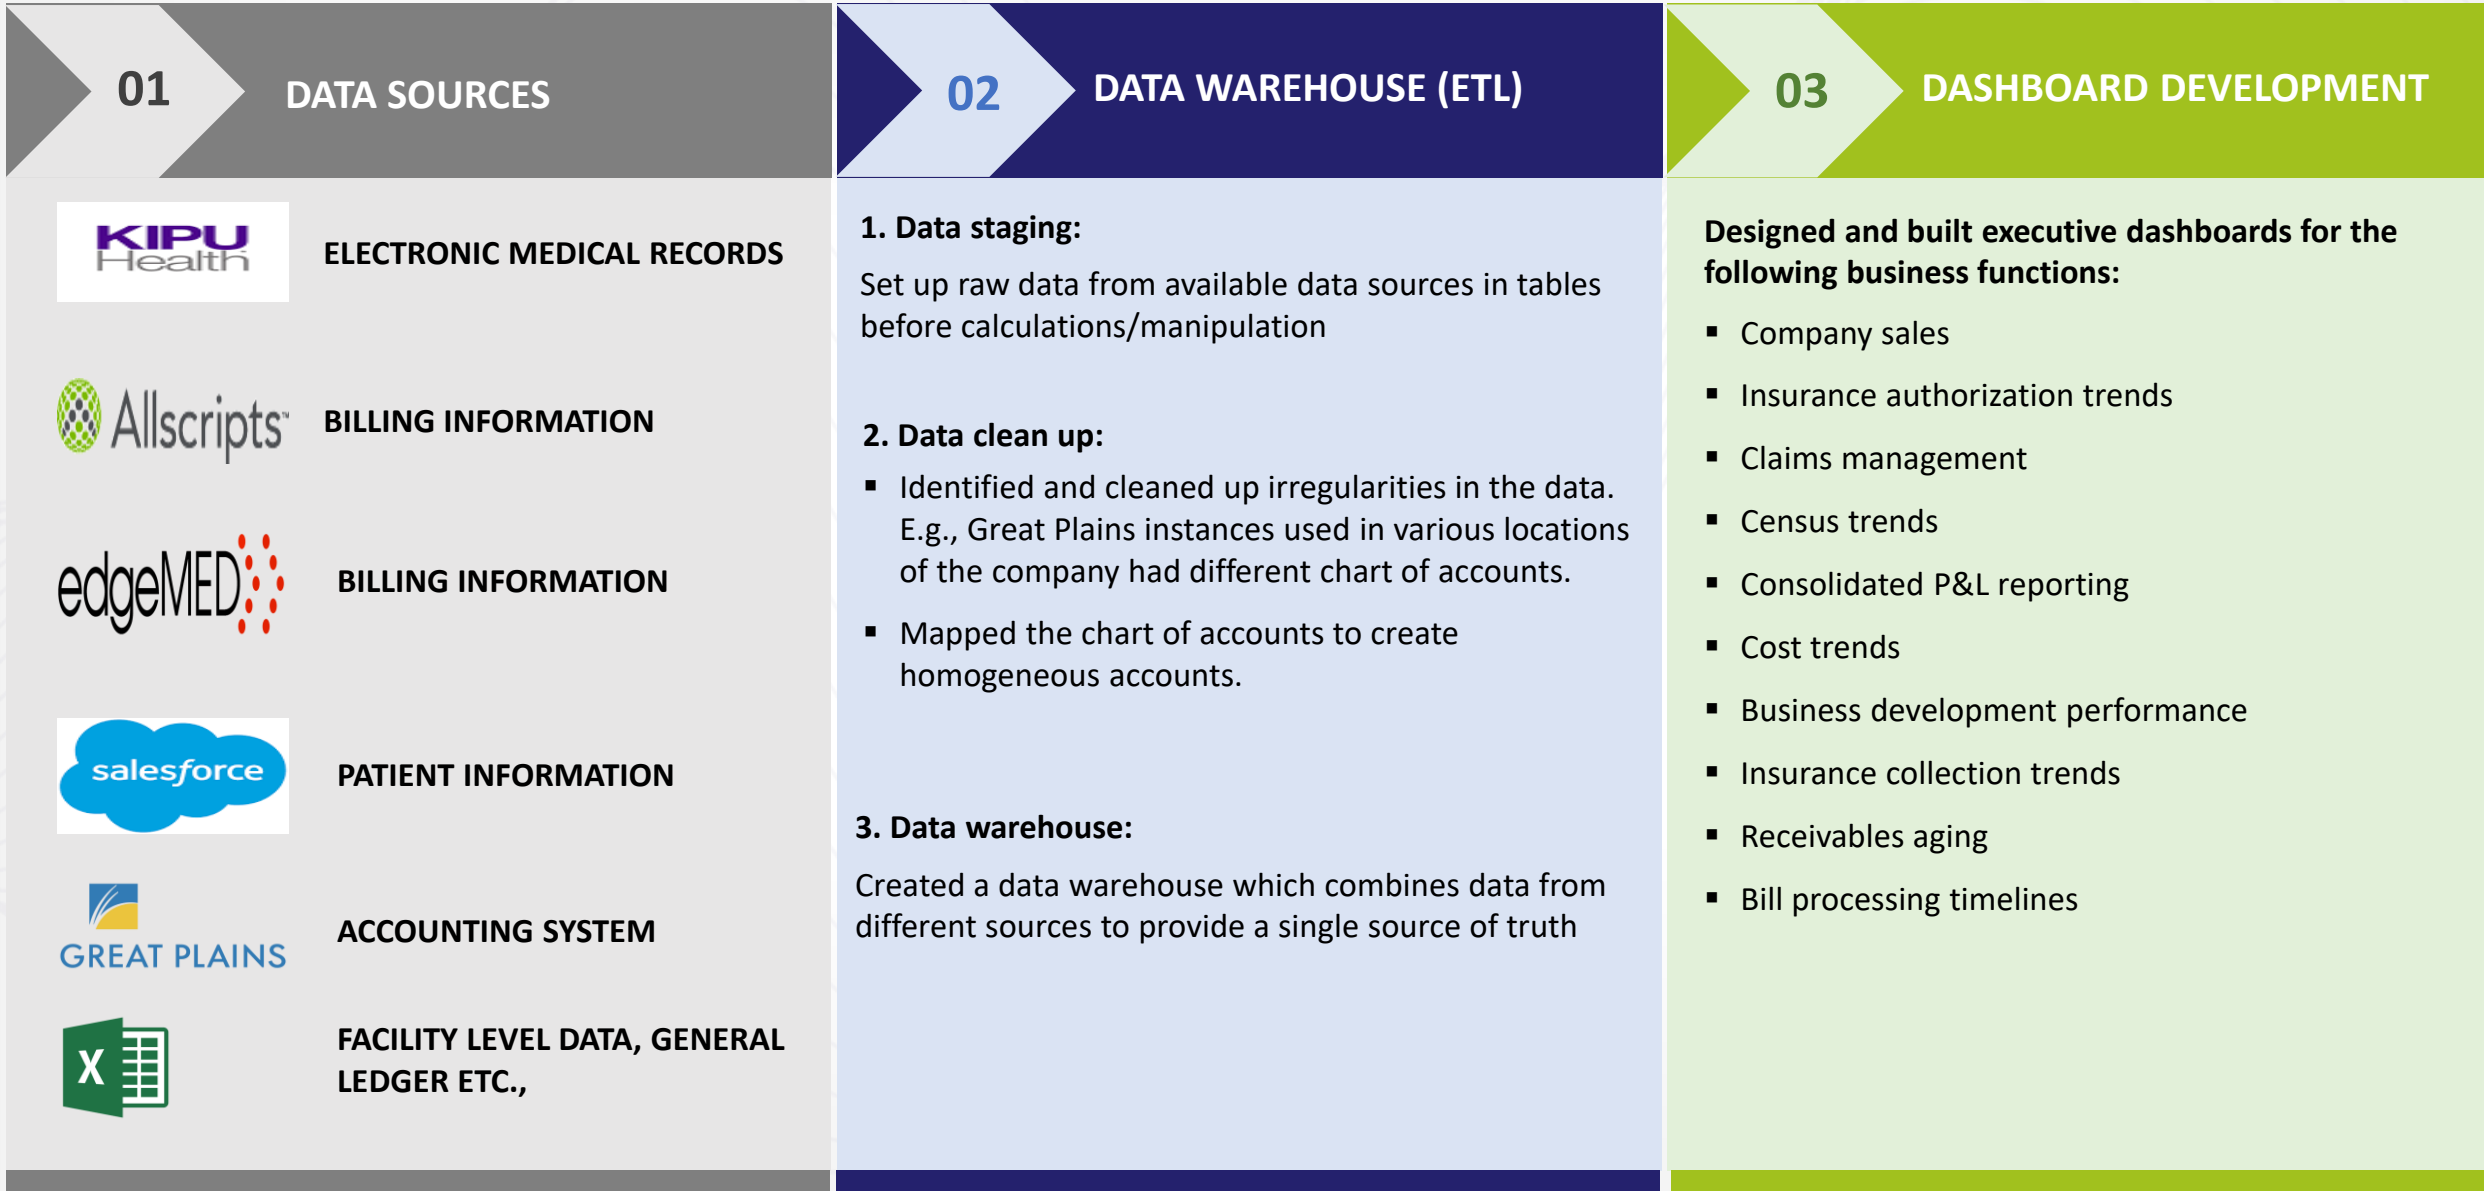 01
DATA SOURCES
KIPU
Health
ELECTRONIC MEDICAL RECORDS
Allscripts™
BILLING INFORMATION
edgeMED
BILLING INFORMATION
salesforce
PATIENT INFORMATION
GREAT PLAINS
ACCOUNTING SYSTEM
X
FACILITY LEVEL DATA, GENERAL
LEDGER ETC.,
02
DATA WAREHOUSE (ETL)
1. Data staging:
Set up raw data from available data sources in tables
before calculations/manipulation
2. Data clean up:
▪ Identified and cleaned up irregularities in the data.
E.g., Great Plains instances used in various locations
of the company had different chart of accounts.
▪ Mapped the chart of accounts to create
homogeneous accounts.
3. Data warehouse:
Created a data warehouse which combines data from
different sources to provide a single source of truth
03
DASHBOARD DEVELOPMENT
Designed and built executive dashboards for the
following business functions:
▪ Company sales
▪ Insurance authorization trends
▪ Claims management
▪ Census trends
▪ Consolidated P&L reporting
▪ Cost trends
▪ Business development performance
▪ Insurance collection trends
▪ Receivables aging
▪ Bill processing timelines